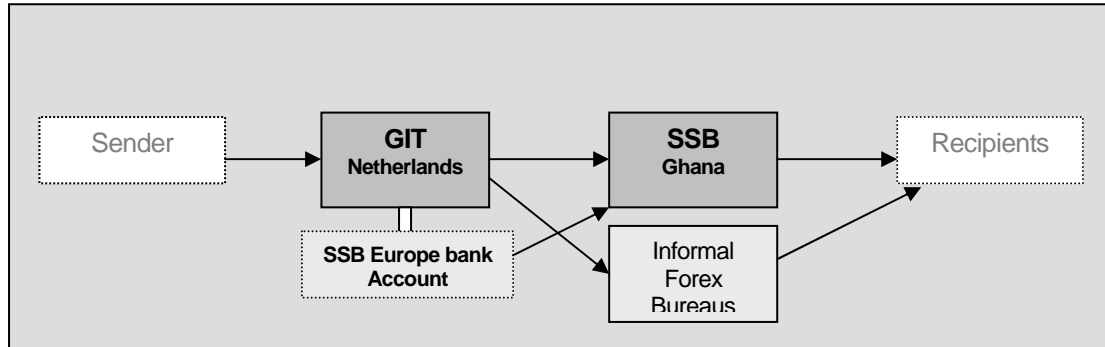 Sender
GIT
Netherlands
SSB
Ghana
Recipients
SSB Europe bank
Account
Informal
Forex
Bureaus